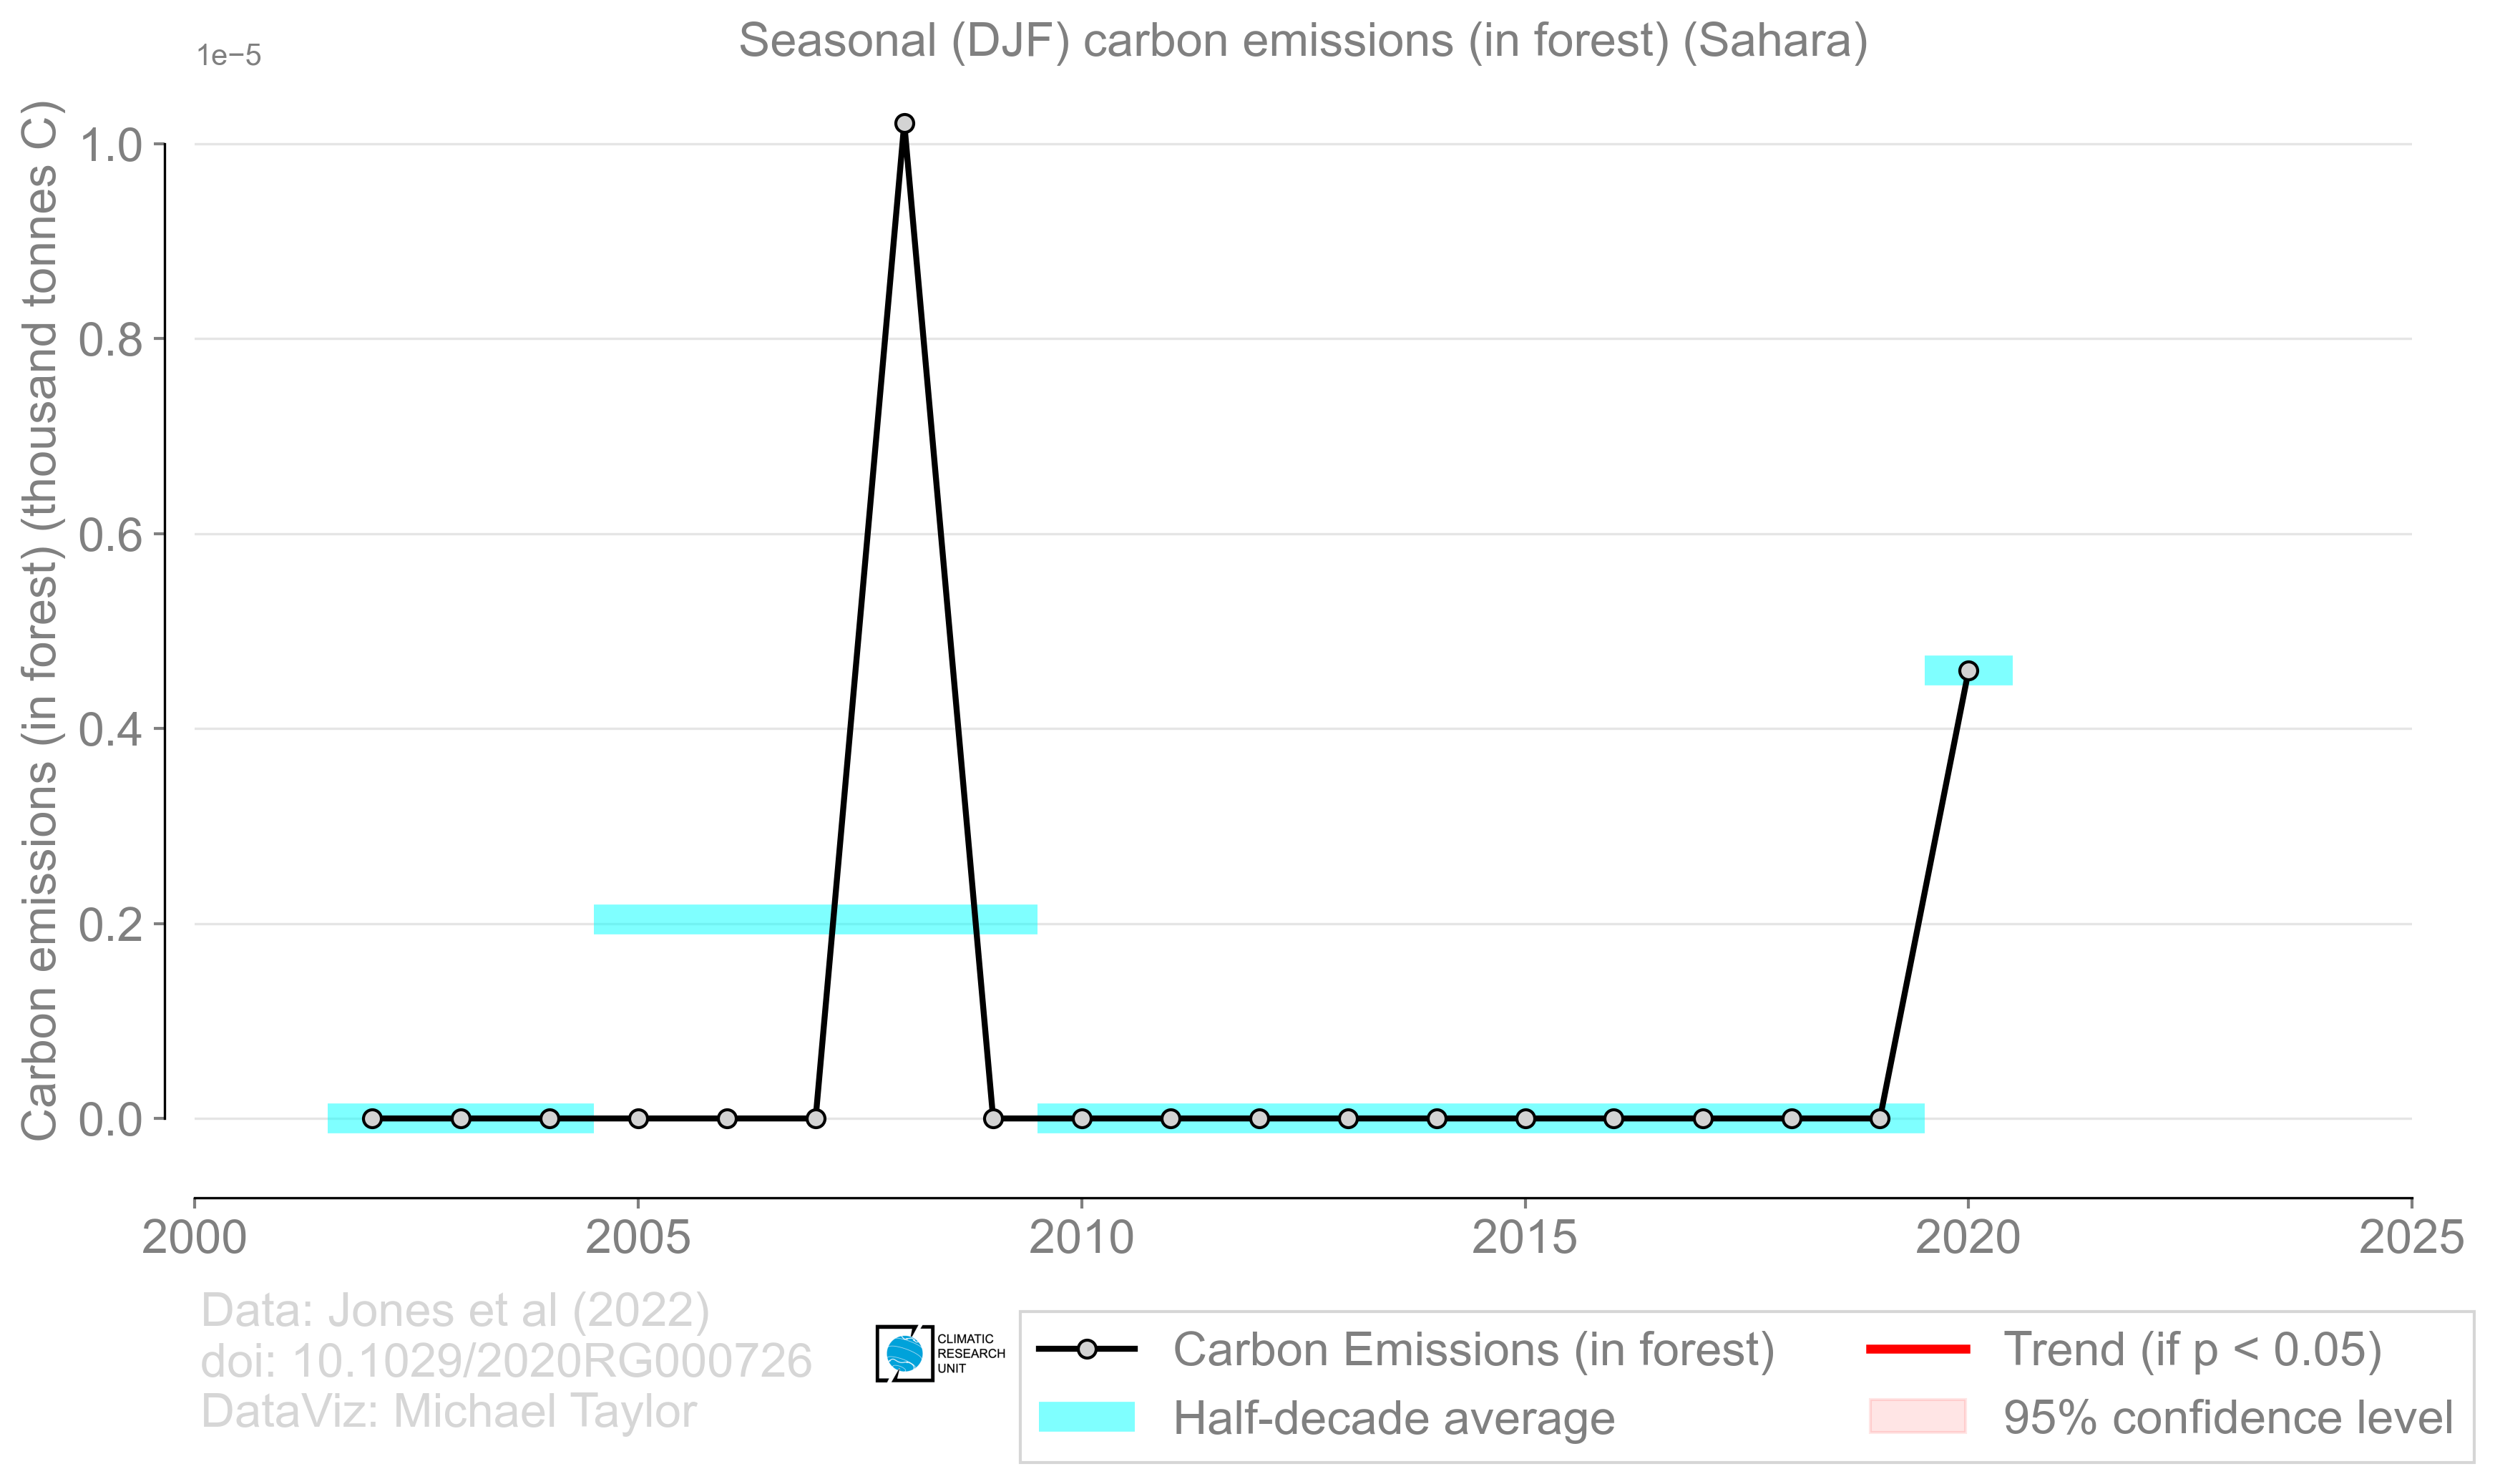 Seasonal (DJF) carbon emissions (in forest) (Sahara)
1e−5
Carbon emissions (in forest) (thousand tonnes C)
1.0
0.8
0.6
0.4
0.2
0.0
2000
2005
2010
2015
2020
2025
Data: Jones et al (2022)
doi: 10.1029/2020RG000726
DataViz: Michael Taylor
CLIMATIC
RESEARCH
UNIT
Carbon Emissions (in forest)
Half-decade average
Trend (if p < 0.05)
95% confidence level